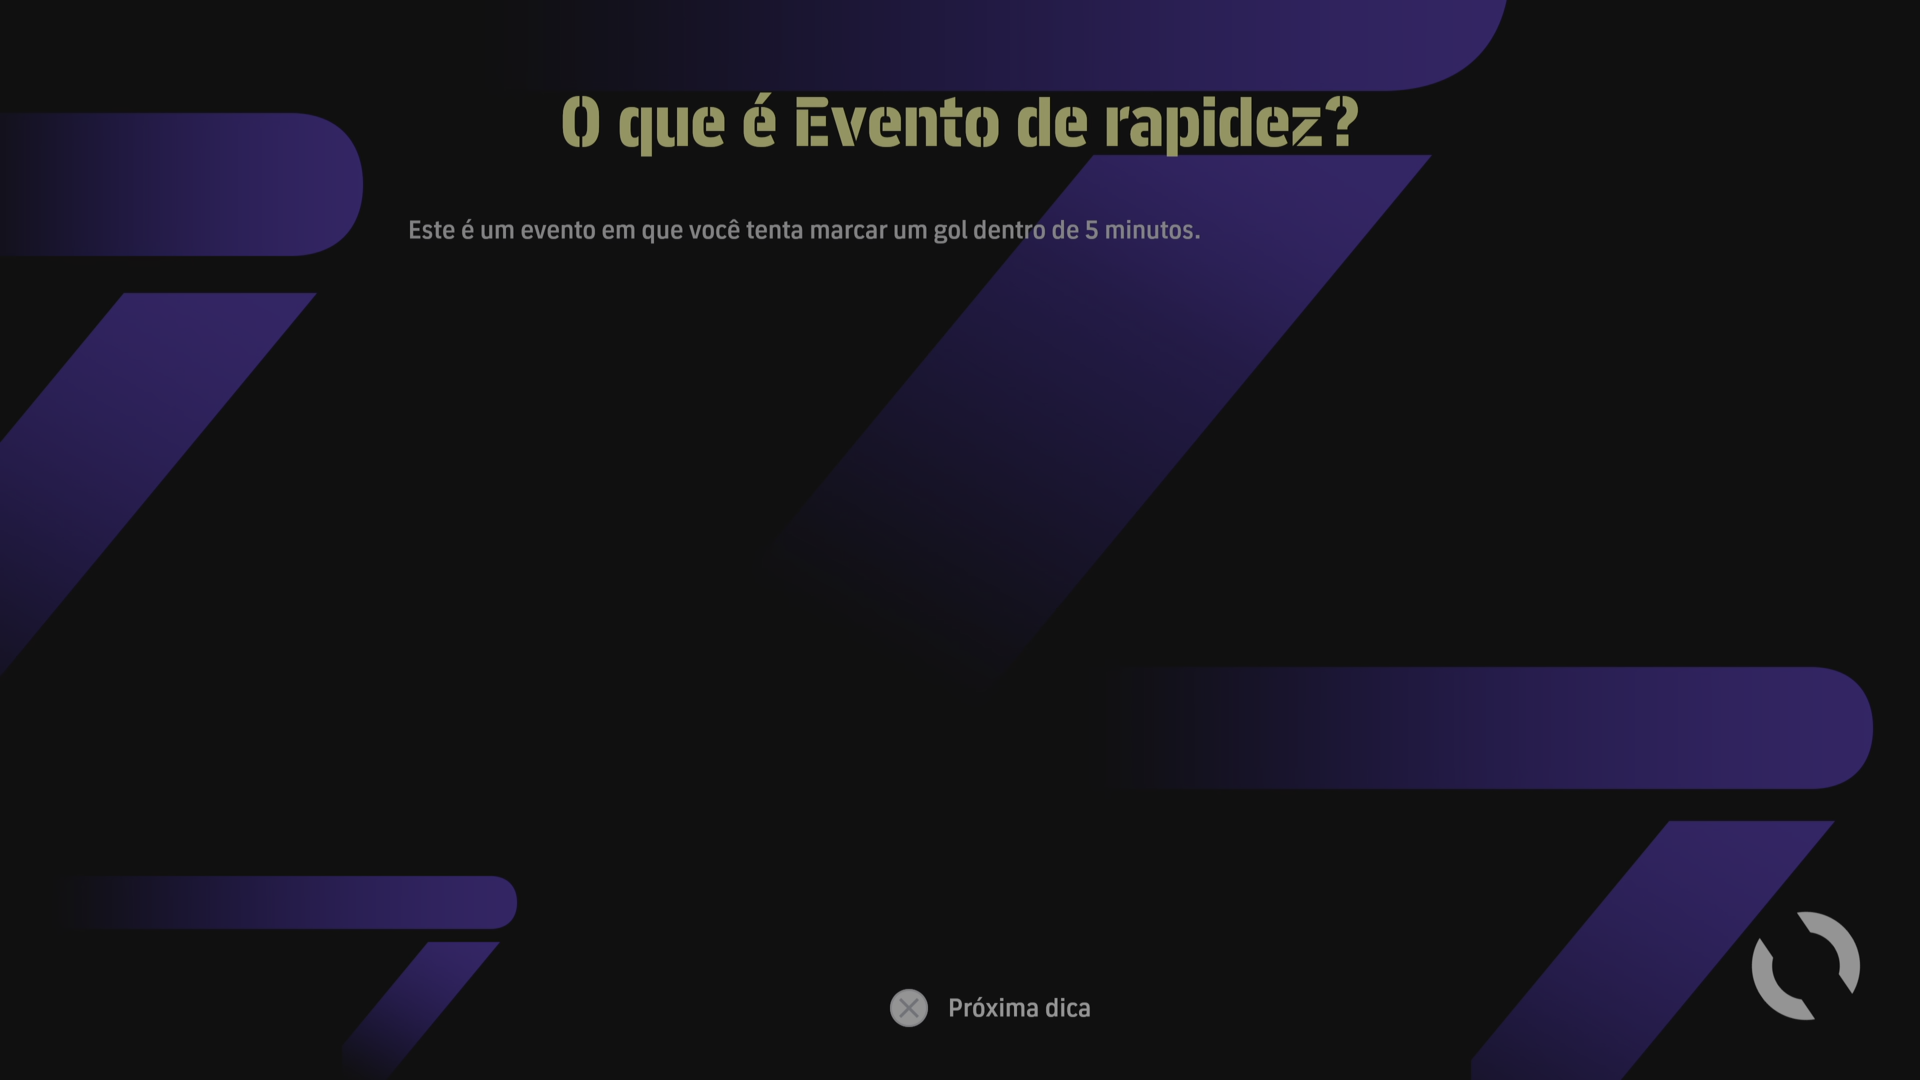 O que é Evento de rapidez?
Este é um evento em que você tenta marcar um gol dentro de 5 minutos.
Próxima dica